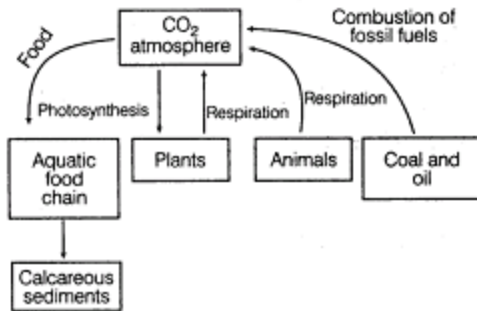 CO₂
atmosphere
Combustion of
fossil fuels
Food
Photosynthesis
Respiration
Respiration
Aquatic
food
chain
Plants
Animals
Coal and
oil
Calcareous
sediments